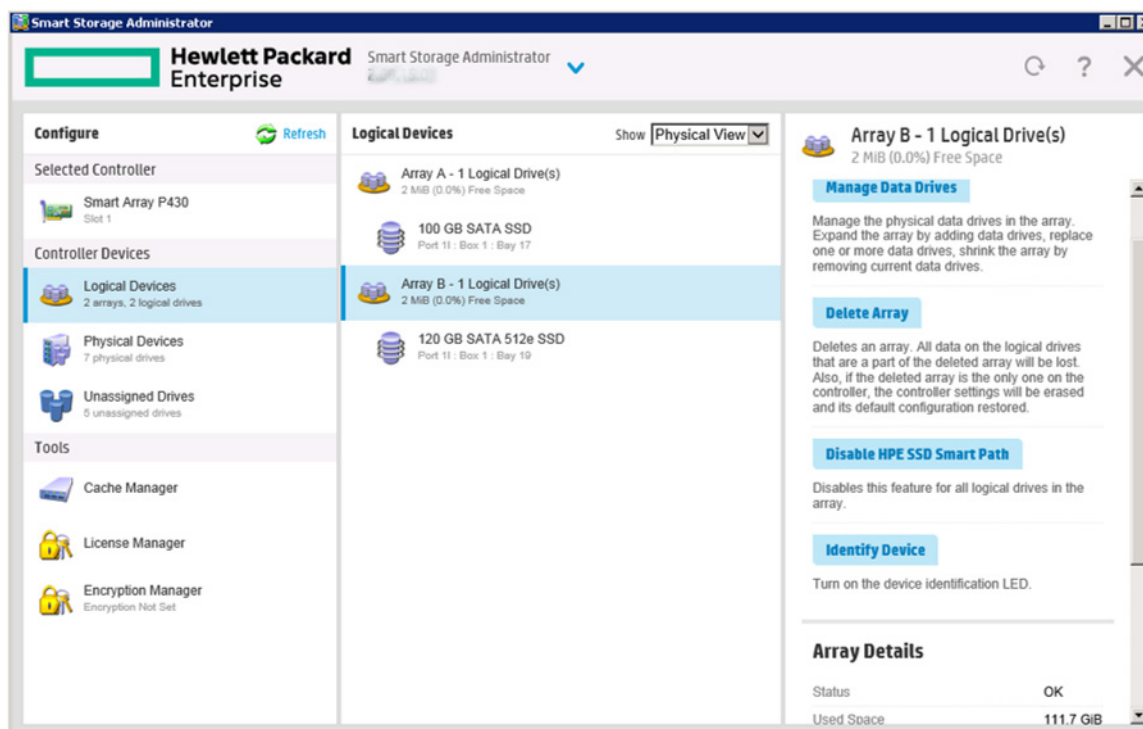 Smart Storage Administrator
Hewlett Packard
Enterprise
Smart Storage Administrator
Configure
Refresh
Selected Controller
Smart Array P430
Slot 1
Controller Devices
Logical Devices
2 arrays, 2 logical drives
Physical Devices
7 physical drives
Unassigned Drives
5 unassigned drives
Tools
Cache Manager
License Manager
Encryption Manager
Encryption Not Set
Logical Devices
Show Physical View
Array A - 1 Logical Drive(s)
2 MiB (0.0%) Free Space
100 GB SATA SSD
Port 1I : Box 1 : Bay 17
Array B - 1 Logical Drive(s)
2 MiB (0.0%) Free Space
120 GB SATA 512e SSD
Port 1I : Box 1 : Bay 19
Array B - 1 Logical Drive(s)
2 MiB (0.0%) Free Space
Manage Data Drives
Manage the physical data drives in the array.
Expand the array by adding data drives, replace
one or more data drives, shrink the array by
removing current data drives.
Delete Array
Deletes an array. All data on the logical drives
that are a part of the deleted array will be lost.
Also, if the deleted array is the only one on the
controller, the controller settings will be erased
and its default configuration restored.
Disable HPE SSD Smart Path
Disables this feature for all logical drives in the
array.
Identify Device
Turn on the device identification LED.
Array Details
Status OK
Used Space 111.7 GiB